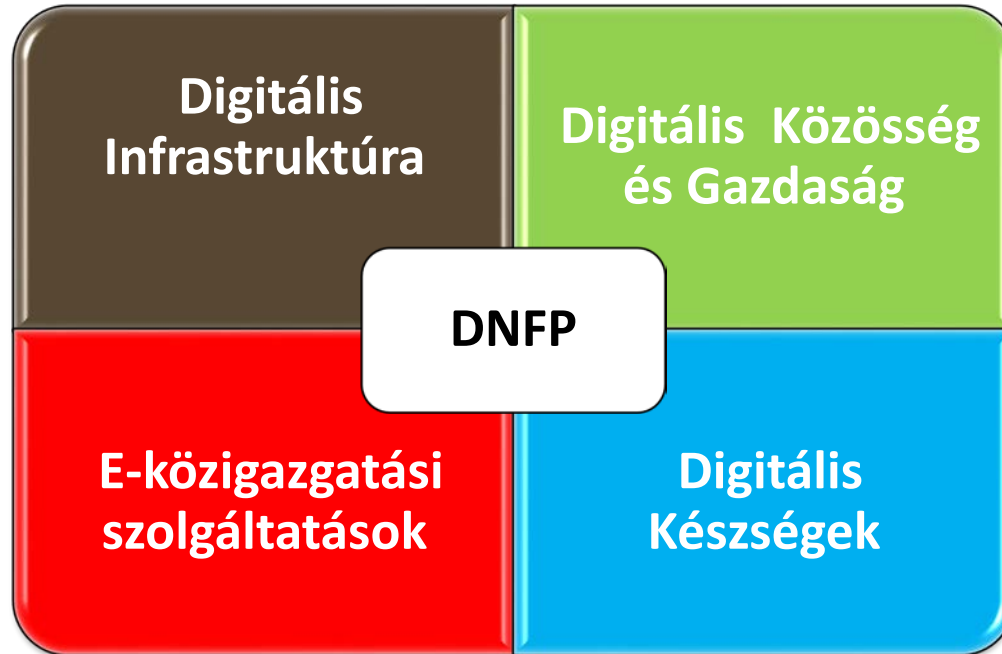 Digitális
Infrastruktúra
Digitális Közösség
és Gazdaság
DNFP
E-közigazgatási
szolgáltatások
Digitális
Készségek